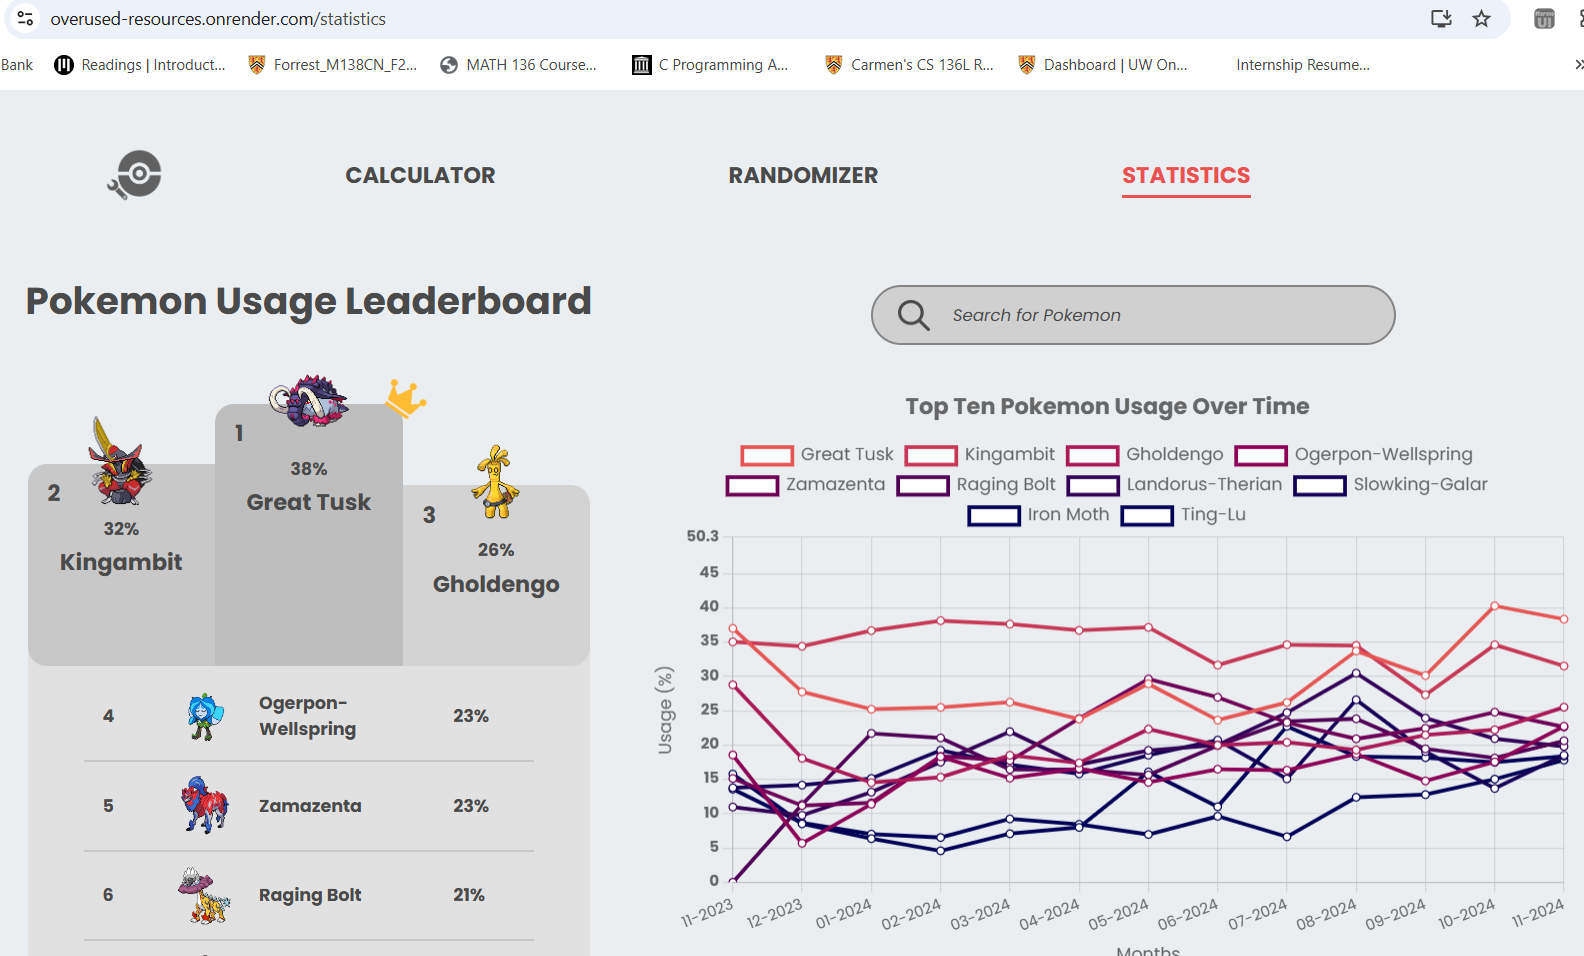 overused-resources.onrender.com/statistics
Bank Readings | Introduct... Forrest_M138CN_F2... MATH 136 Course... C Programming A... Carmen's CS 136L R... Dashboard | UW On... Internship Resume... »
CALCULATOR RANDOMIZER STATISTICS
Pokemon Usage Leaderboard
1
38%
Great Tusk
2
32%
Kingambit
3
26%
Gholdengo
4 Ogerpon-
Wellspring 23%
5 Zamazenta 23%
6 Raging Bolt 21%
Search for Pokemon
Top Ten Pokemon Usage Over Time
Great Tusk Kingambit Gholdengo Ogerpon-Wellspring
Zamazenta Raging Bolt Landorus-Therian Slowking-Galar
Iron Moth Ting-Lu
50.3
45
40
35
30
25
20
15
10
5
0
Usage (%)
11-2023 12-2023 01-2024 02-2024 03-2024 04-2024 05-2024 06-2024 07-2024 08-2024 09-2024 10-2024 11-2024
Months